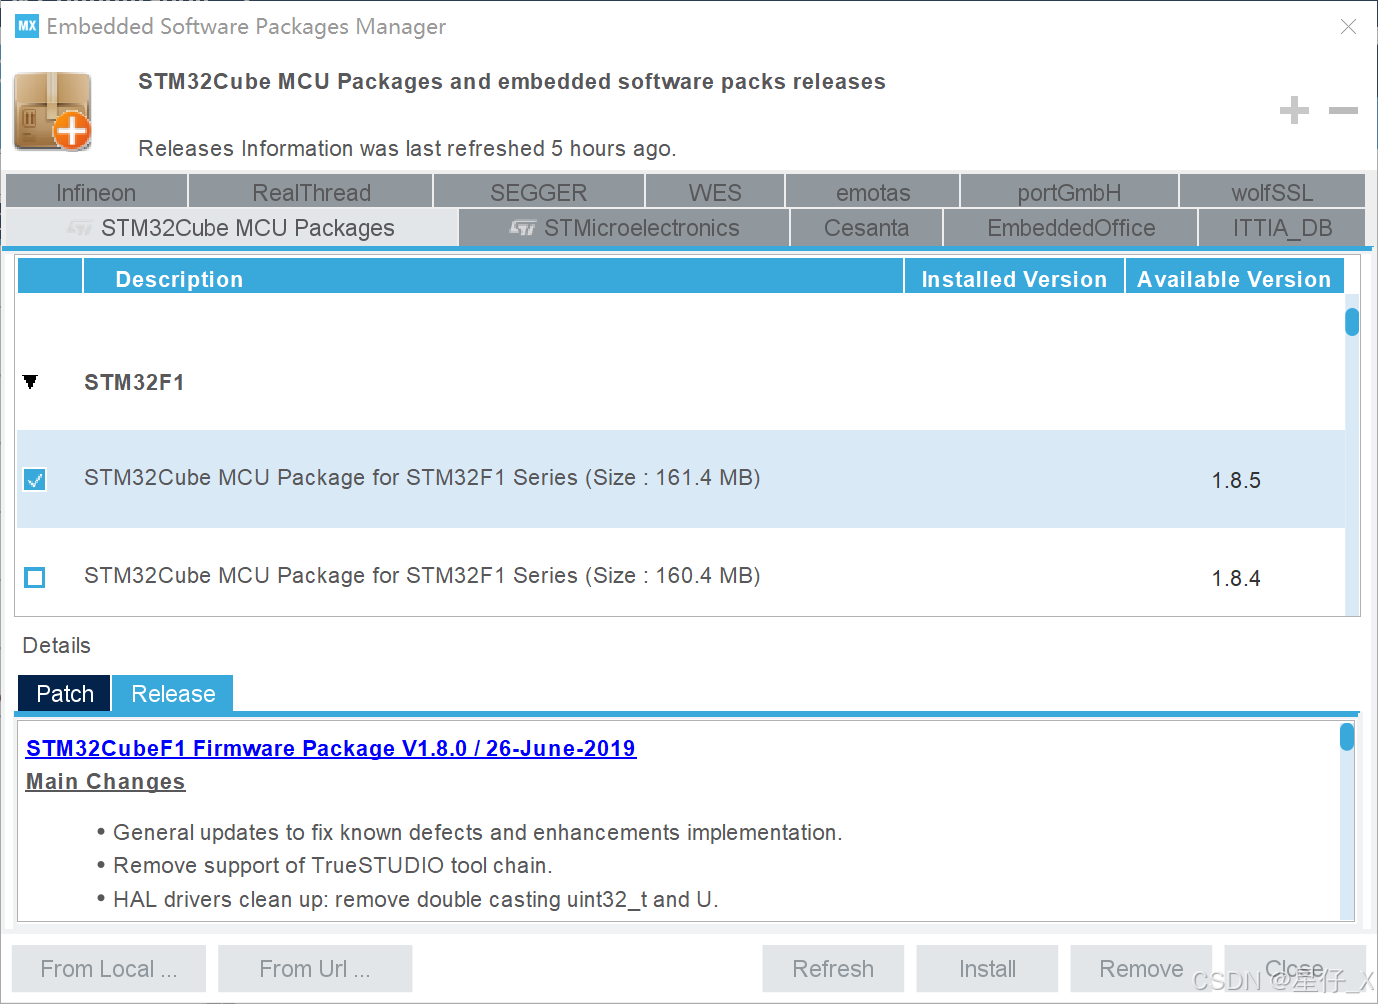 MX Embedded Software Packages Manager
STM32Cube MCU Packages and embedded software packs releases
Releases Information was last refreshed 5 hours ago.
Infineon RealThread SEGGER WES emotas portGmbH wolfSSL
STM32Cube MCU Packages STMicroelectronics Cesanta EmbeddedOffice ITTIA_DB
Description Installed Version Available Version
STM32F1
STM32Cube MCU Package for STM32F1 Series (Size : 161.4 MB) 1.8.5
STM32Cube MCU Package for STM32F1 Series (Size : 160.4 MB) 1.8.4
Details
Patch Release
STM32CubeF1 Firmware Package V1.8.0 / 26-June-2019
Main Changes
• General updates to fix known defects and enhancements implementation.
• Remove support of TrueSTUDIO tool chain.
• HAL drivers clean up: remove double casting uint32_t and U.
From Local ... From Url ... Refresh Install Remove Close
CSDN @星仔_X